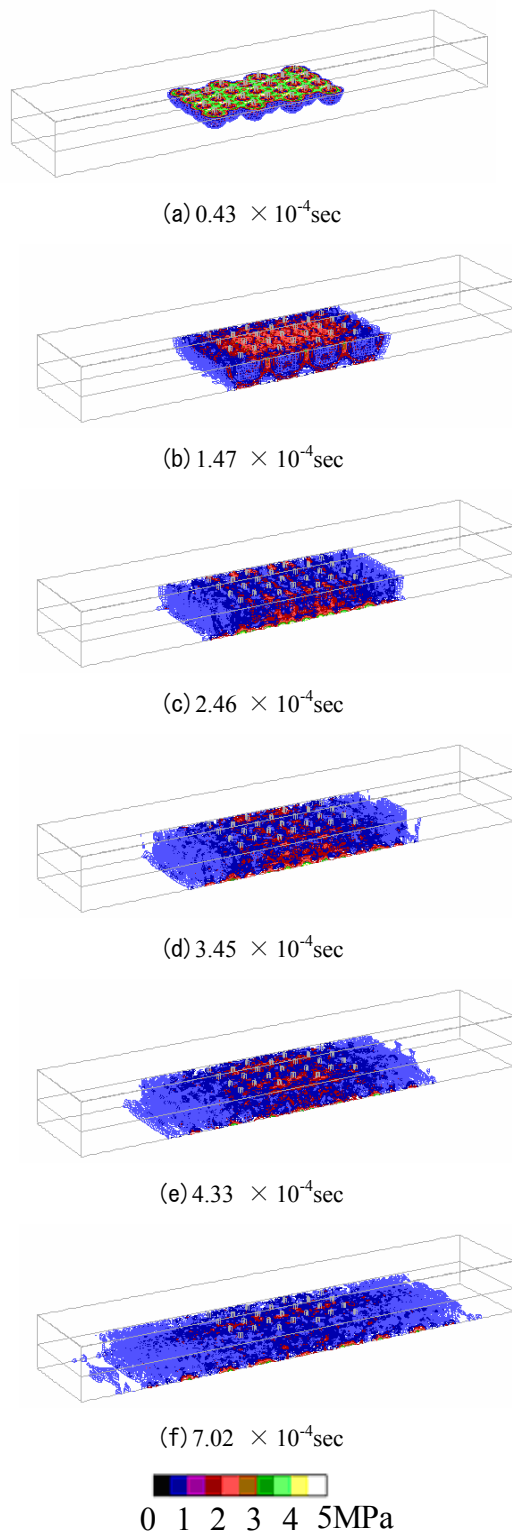 (a) 0.43 × 10-4sec
(b) 1.47 × 10-4sec
(c) 2.46 × 10-4sec
(d) 3.45 × 10-4sec
(e) 4.33 × 10-4sec
(f) 7.02 × 10-4sec
0 1 2 3 4 5MPa